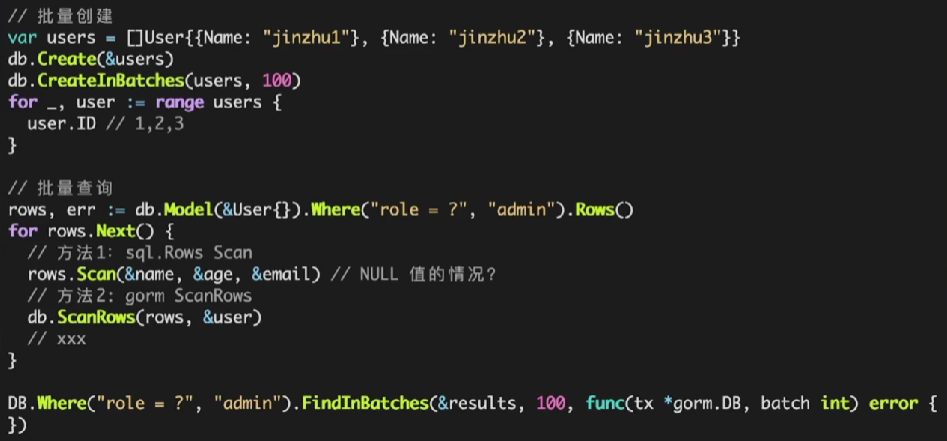 // 批量创建
var users = []User{{Name: "jinzhu1"}, {Name: "jinzhu2"}, {Name: "jinzhu3"}}
db.Create(&users)
db.CreateInBatches(users, 100)
for _, user := range users {
  user.ID // 1,2,3
}

// 批量查询
rows, err := db.Model(&User{}).Where("role = ?", "admin").Rows()
for rows.Next() {
  // 方法1: sql.Rows Scan
  rows.Scan(&name, &age, &email) // NULL 值的情况?
  // 方法2: gorm ScanRows
  db.ScanRows(rows, &user)
  // xxx
}

DB.Where("role = ?", "admin").FindInBatches(&results, 100, func(tx *gorm.DB, batch int) error {
})